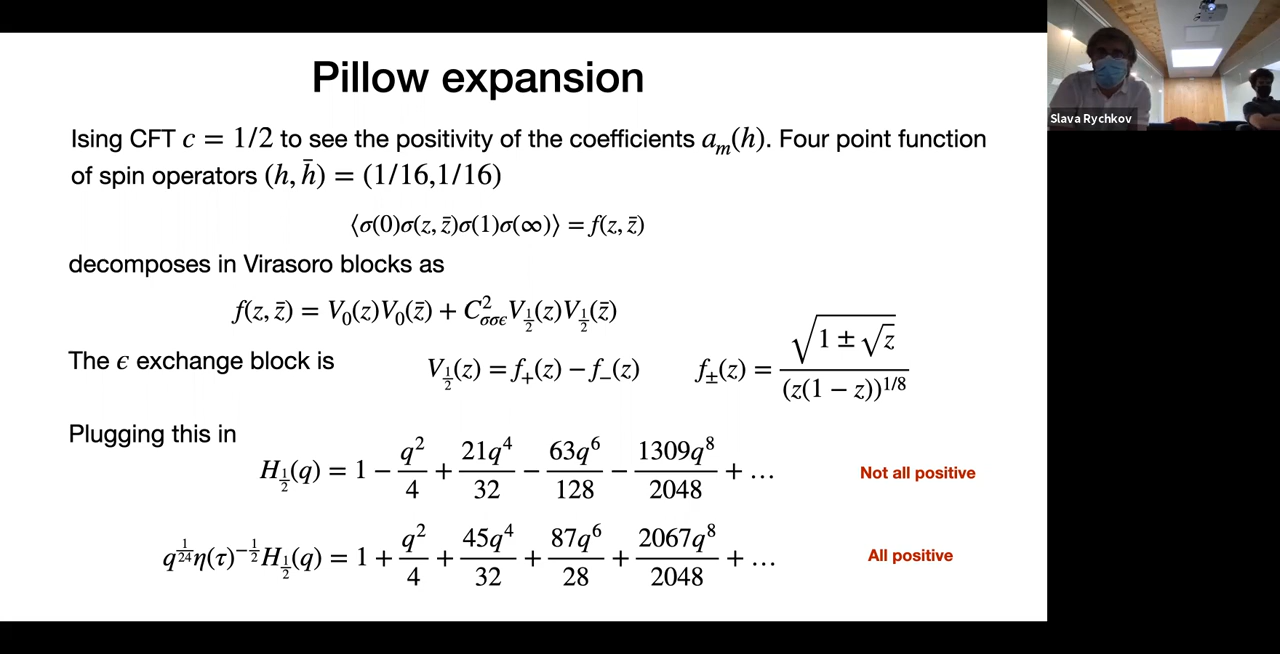 Pillow expansion
Ising CFT c = 1/2 to see the positivity of the coefficients a_m(h). Four point function
of spin operators (h, h̄) = (1/16,1/16)
⟨σ(0)σ(z, z̄)σ(1)σ(∞)⟩ = f(z, z̄)
decomposes in Virasoro blocks as
f(z, z̄) = V_0(z)V_0(z̄) + C²_{σσϵ}V_{1/2}(z)V_{1/2}(z̄)
The ϵ exchange block is V_{1/2}(z) = f_+(z) − f_−(z) f_±(z) = √(1 ± √z) / (z(1 − z))^{1/8}
Plugging this in
H_{1/2}(q) = 1 − q²/4 + 21q⁴/32 − 63q⁶/128 − 1309q⁸/2048 + … Not all positive
q^{1/24}η(τ)^{−1/2}H_{1/2}(q) = 1 + q²/4 + 45q⁴/32 + 87q⁶/28 + 2067q⁸/2048 + … All positive
Slava Rychkov